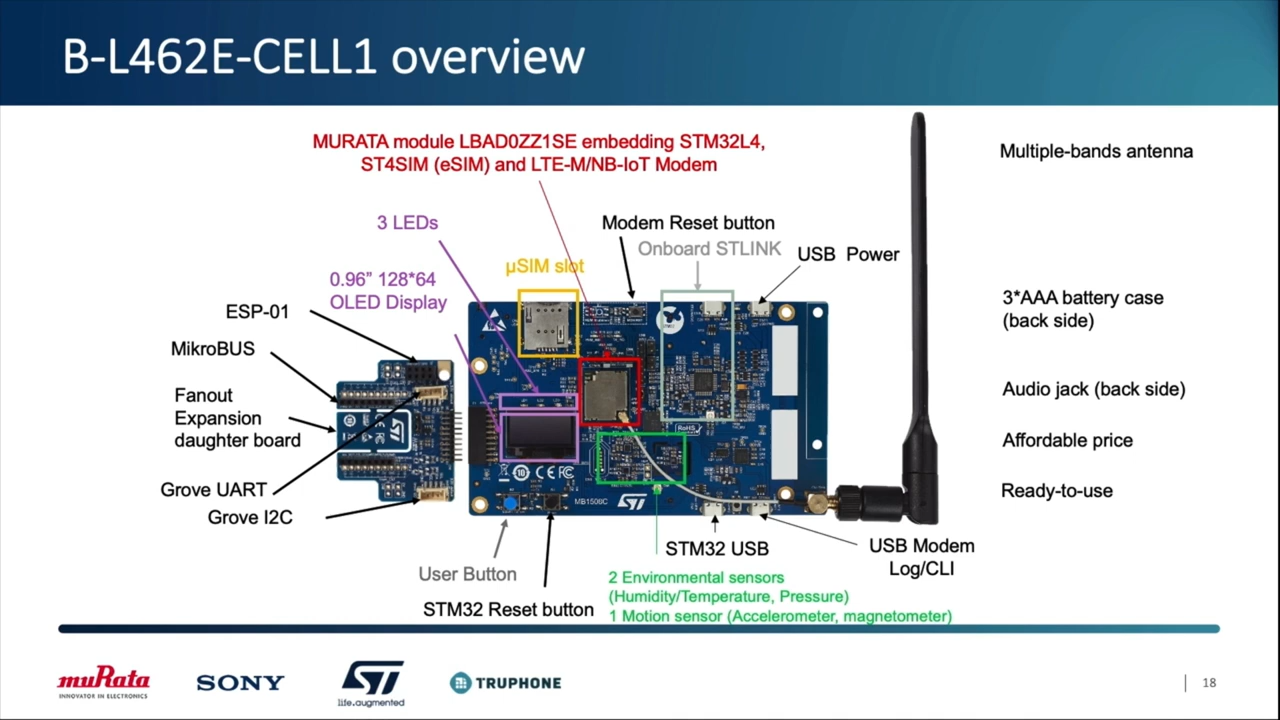 B-L462E-CELL1 overview
MURATA module LBAD0ZZ1SE embedding STM32L4,
ST4SIM (eSIM) and LTE-M/NB-IoT Modem
Multiple-bands antenna
3 LEDs
Modem Reset button
Onboard STLINK
USB Power
µSIM slot
0.96” 128*64
OLED Display
ESP-01
3*AAA battery case
(back side)
MikroBUS
Audio jack (back side)
Fanout
Expansion
daughter board
Affordable price
RoHS
Grove UART
Ready-to-use
Grove I2C
MB1506C
STM32 USB
USB Modem
Log/CLI
User Button
2 Environmental sensors
(Humidity/Temperature, Pressure)
1 Motion sensor (Accelerometer, magnetometer)
STM32 Reset button
muRata
INNOVATOR IN ELECTRONICS
SONY
ST
life.augmented
TRUPHONE
18